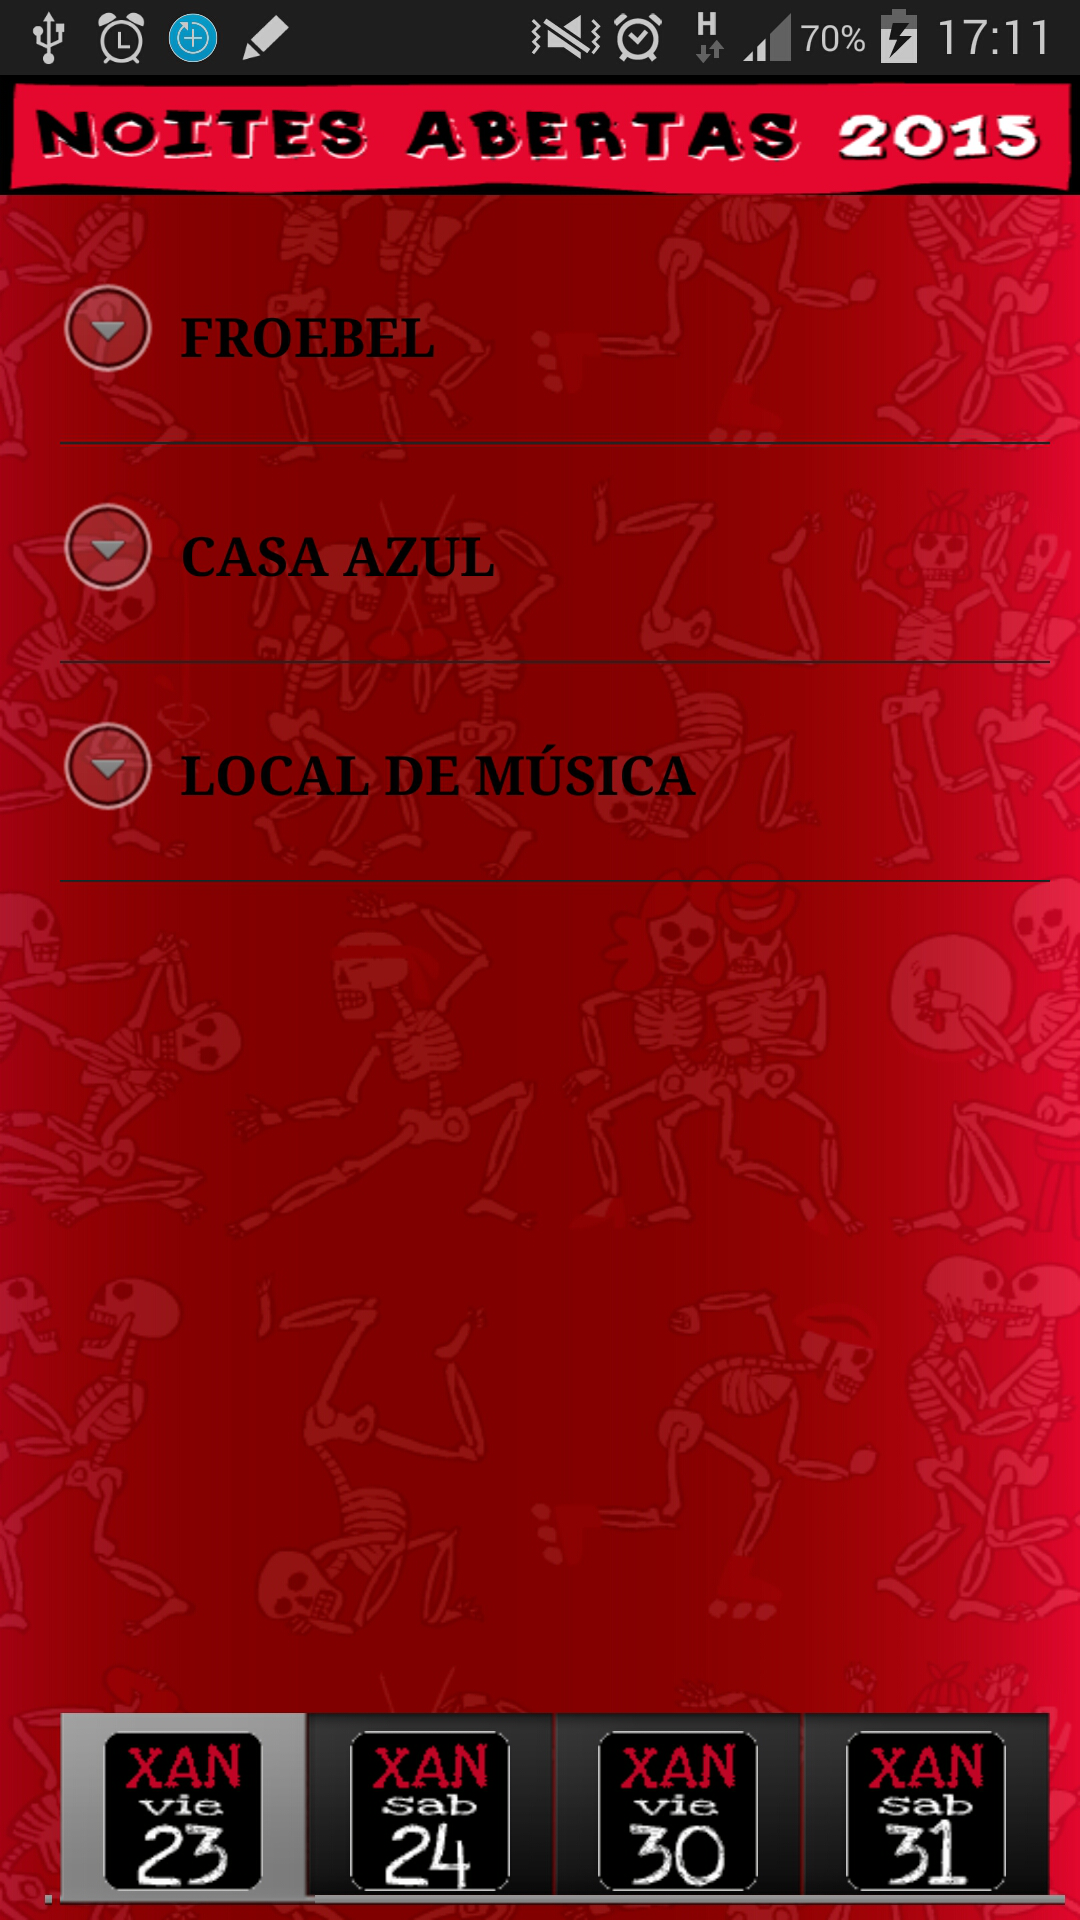 H 70% 17:11
NOITES ABERTAS 2015
FROEBEL
CASA AZUL
LOCAL DE MÚSICA
XAN XAN XAN XAN
vie sab vie sab
23 24 30 31